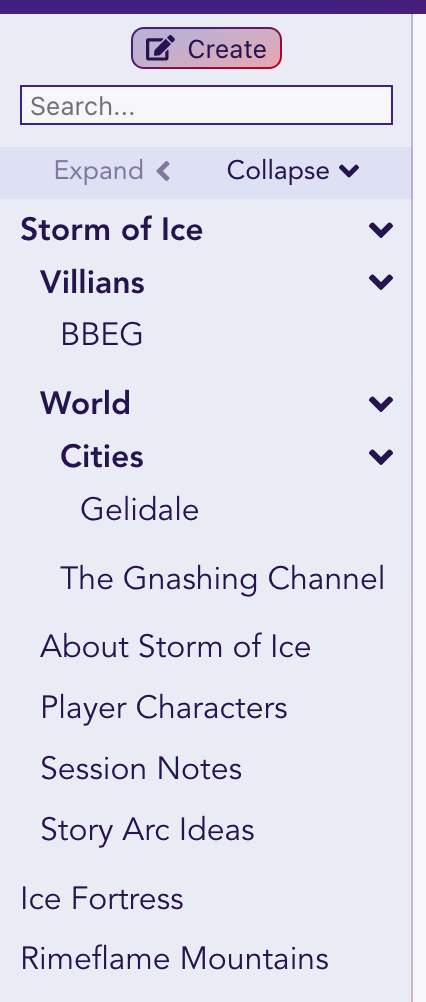 Create
Search...
Expand Collapse
Storm of Ice
Villians
BBEG
World
Cities
Gelidale
The Gnashing Channel
About Storm of Ice
Player Characters
Session Notes
Story Arc Ideas
Ice Fortress
Rimeflame Mountains